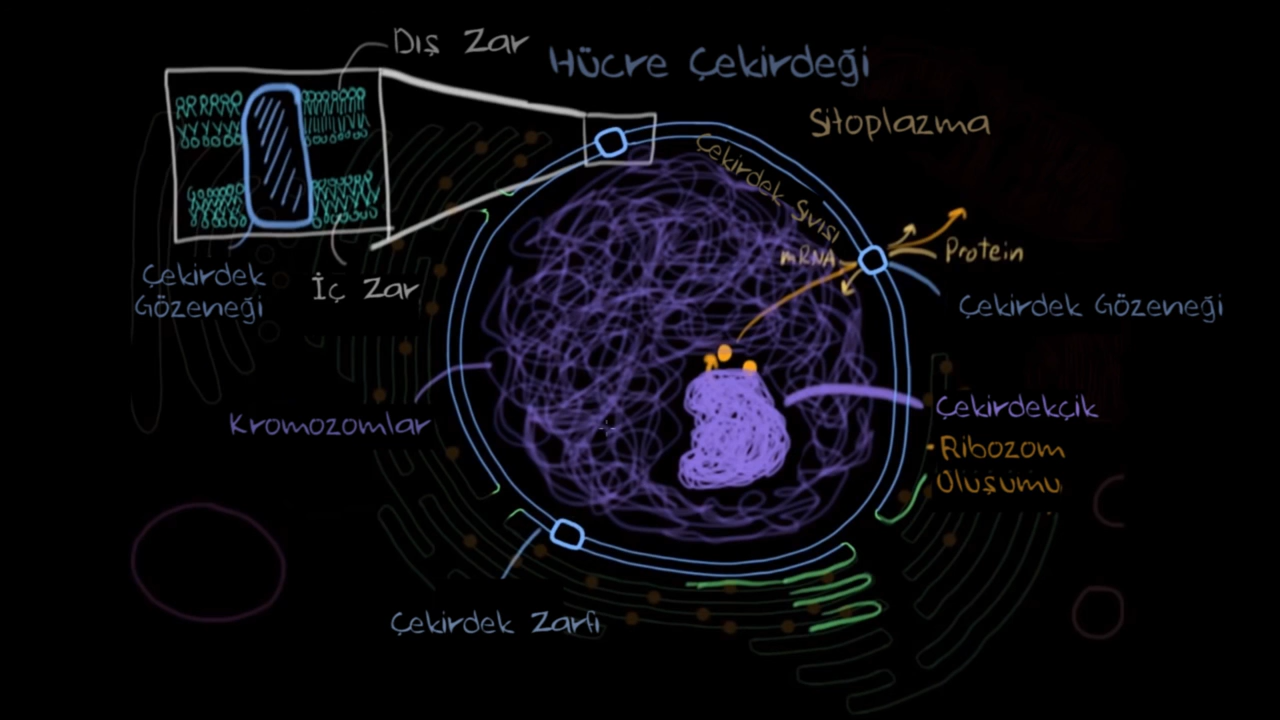 Dış Zar
Hücre Çekirdeği
Sitoplazma
Çekirdek Sıvısı
mRNA
Protein
Çekirdek
Gözeneği
İç Zar
Çekirdek Gözeneği
Kromozomlar
Çekirdekçik
Ribozom
Oluşumu
Çekirdek Zarfı